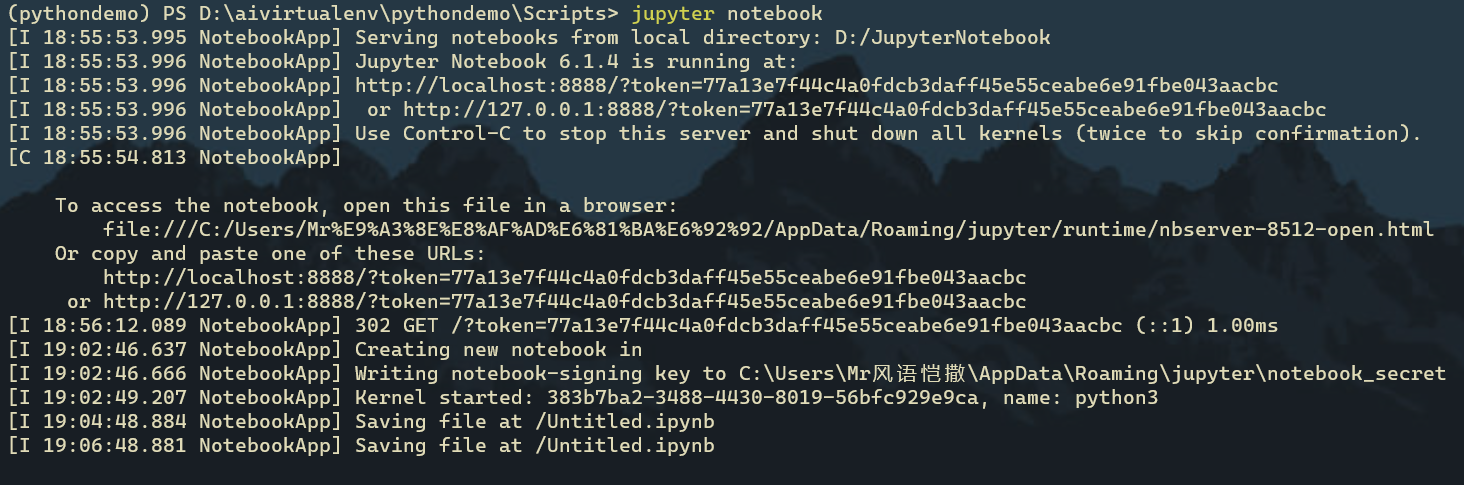 (pythondemo) PS D:\aivirtualenv\pythondemo\Scripts> jupyter notebook
[I 18:55:53.995 NotebookApp] Serving notebooks from local directory: D:/JupyterNotebook
[I 18:55:53.996 NotebookApp] Jupyter Notebook 6.1.4 is running at:
[I 18:55:53.996 NotebookApp] http://localhost:8888/?token=77a13e7f44c4a0fdcb3daff45e55ceabe6e91fbe043aacbc
[I 18:55:53.996 NotebookApp]  or http://127.0.0.1:8888/?token=77a13e7f44c4a0fdcb3daff45e55ceabe6e91fbe043aacbc
[I 18:55:53.996 NotebookApp] Use Control-C to stop this server and shut down all kernels (twice to skip confirmation).
[C 18:55:54.813 NotebookApp]
To access the notebook, open this file in a browser:
file:///C:/Users/Mr%E9%A3%8E%E8%AF%AD%E6%81%BA%E6%92%92/AppData/Roaming/jupyter/runtime/nbserver-8512-open.html
Or copy and paste one of these URLs:
http://localhost:8888/?token=77a13e7f44c4a0fdcb3daff45e55ceabe6e91fbe043aacbc
or http://127.0.0.1:8888/?token=77a13e7f44c4a0fdcb3daff45e55ceabe6e91fbe043aacbc
[I 18:56:12.089 NotebookApp] 302 GET /?token=77a13e7f44c4a0fdcb3daff45e55ceabe6e91fbe043aacbc (::1) 1.00ms
[I 19:02:46.637 NotebookApp] Creating new notebook in
[I 19:02:46.666 NotebookApp] Writing notebook-signing key to C:\Users\Mr风语恺撒\AppData\Roaming\jupyter\notebook_secret
[I 19:02:49.207 NotebookApp] Kernel started: 383b7ba2-3488-4430-8019-56bfc929e9ca, name: python3
[I 19:04:48.884 NotebookApp] Saving file at /Untitled.ipynb
[I 19:06:48.881 NotebookApp] Saving file at /Untitled.ipynb